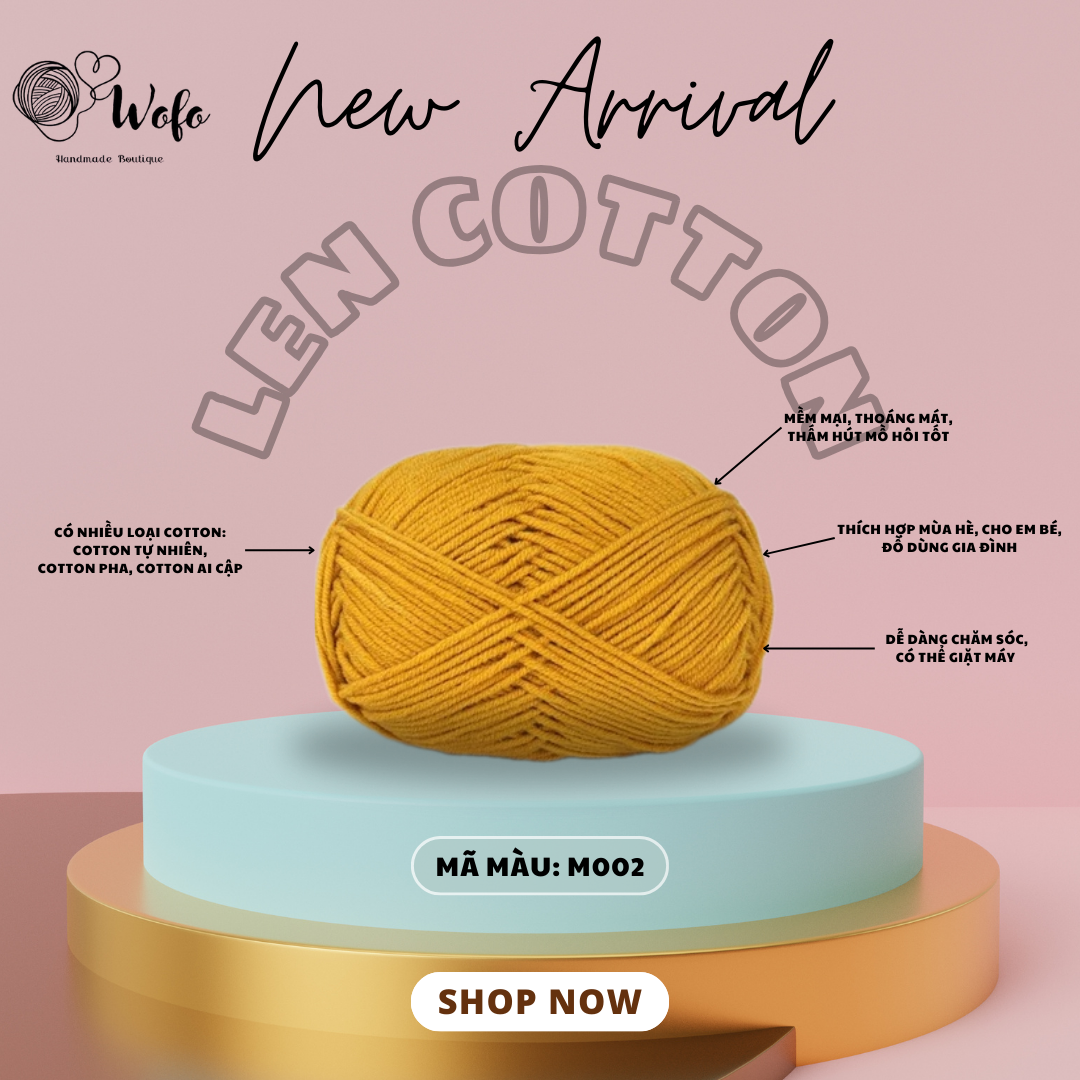 Wofo
Handmade Boutique
New Arrival
LEN COTTON
MỀM MẠI, THOÁNG MÁT,
THẤM HÚT MỒ HÔI TỐT
CÓ NHIỀU LOẠI COTTON:
COTTON TỰ NHIÊN,
COTTON PHA, COTTON AI CẬP
THÍCH HỢP MÙA HÈ, CHO EM BÉ,
ĐỒ DÙNG GIA ĐÌNH
DỄ DÀNG CHĂM SÓC,
CÓ THỂ GIẶT MÁY
MÃ MÀU: M002
SHOP NOW